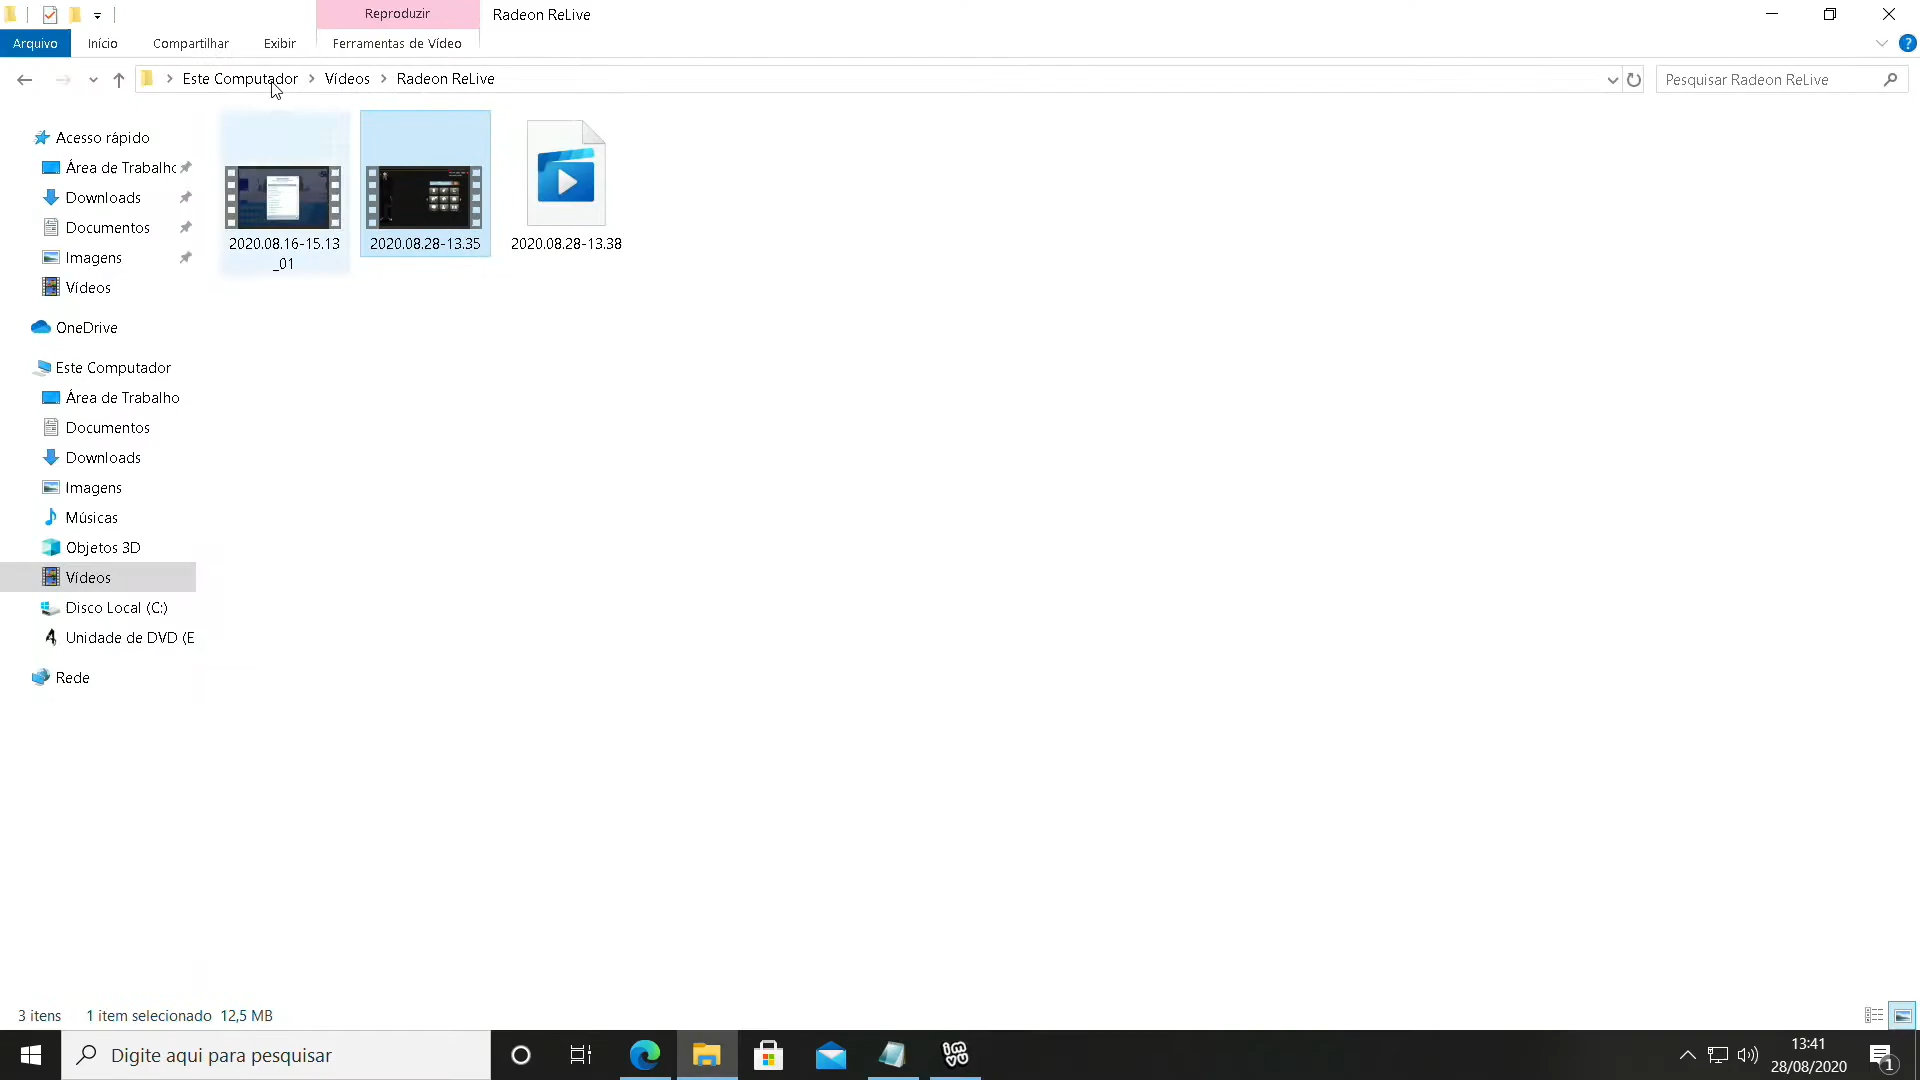 Reproduzir
Radeon ReLive
Arquivo
Início
Compartilhar
Exibir
Ferramentas de Vídeo
Este Computador
Vídeos
Radeon ReLive
Pesquisar Radeon ReLive
Acesso rápido
Área de Trabalho
Downloads
Documentos
Imagens
Vídeos
OneDrive
Este Computador
Área de Trabalho
Documentos
Downloads
Imagens
Músicas
Objetos 3D
Vídeos
Disco Local (C:)
Unidade de DVD (E
Rede
2020.08.16-15.13
_01
2020.08.28-13.35
2020.08.28-13.38
3 itens
1 item selecionado 12,5 MB
Digite aqui para pesquisar
13:41
28/08/2020
1